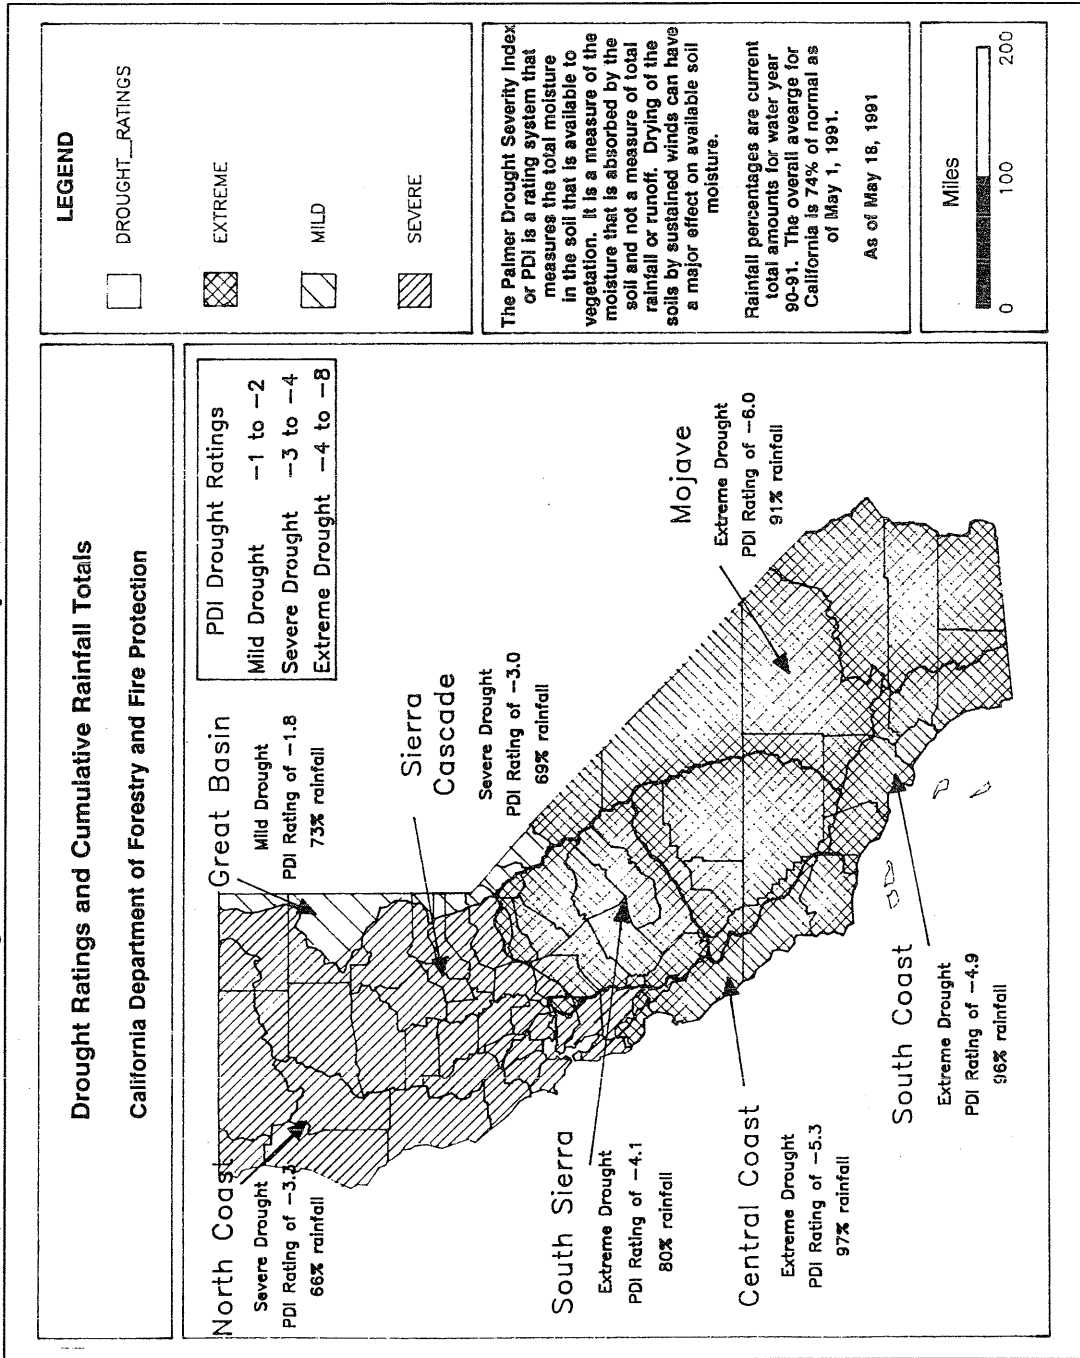 Drought Ratings and Cumulative Rainfall Totals
California Department of Forestry and Fire Protection
PDI Drought Ratings
Mild Drought −1 to −2
Severe Drought −3 to −4
Extreme Drought −4 to −8
North Coast
Severe Drought
PDI Rating of −3.
66% rainfall
Great Basin
Mild Drought
PDI Rating of −1.8
73% rainfall
Sierra
Cascade
Severe Drought
PDI Rating of −3.0
69% rainfall
South Sierra
Extreme Drought
PDI Rating of −4.1
80% rainfall
Mojave
Extreme Drought
PDI Rating of −6.0
91% rainfall
Central Coast
Extreme Drought
PDI Rating of −5.3
97% rainfall
South Coast
Extreme Drought
PDI Rating of −4.9
96% rainfall
LEGEND
DROUGHT_RATINGS
EXTREME
MILD
SEVERE
The Palmer Drought Severity Index
or PDI is a rating system that
measures the total moisture
in the soil that is available to
vegetation. It is a measure of the
moisture that is absorbed by the
soil and not a measure of total
rainfall or runoff. Drying of the
soils by sustained winds can have
a major effect on available soil
moisture.
Rainfall percentages are current
total amounts for water year
90-91. The overall avearge for
California is 74% of normal as
of May 1, 1991.
As of May 18, 1991
Miles
0 100 200